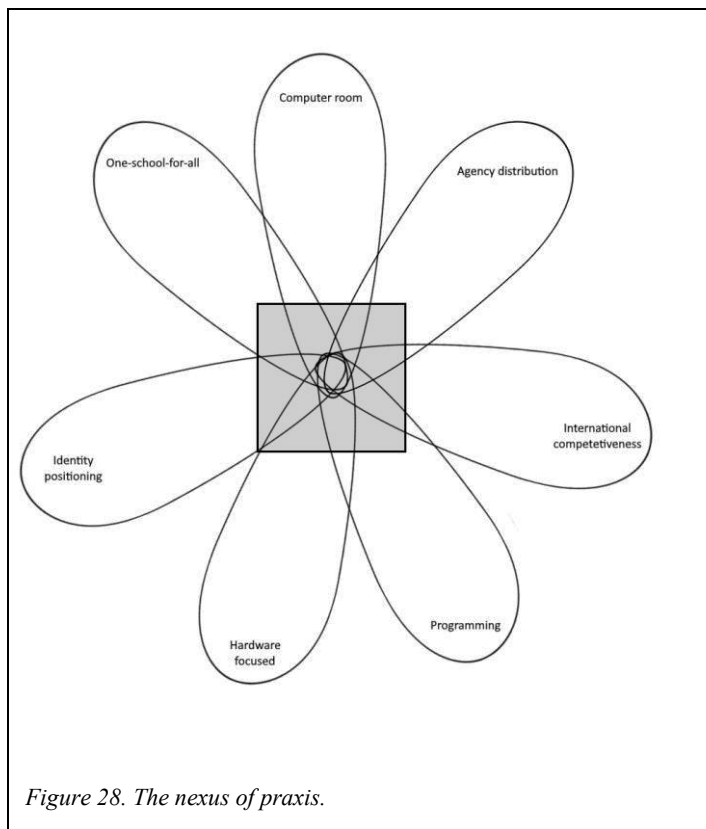 Computer room
One-school-for-all
Agency distribution
International
competetiveness
Identity
positioning
Programming
Hardware
focused
Figure 28. The nexus of praxis.